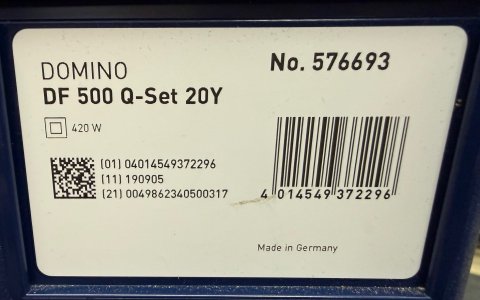 DOMINO
DF 500 Q-Set 20Y
No. 576693
420 W
(01) 04014549372296
(11) 190905
(21) 0049862340500317
4 014549 372296
Made in Germany